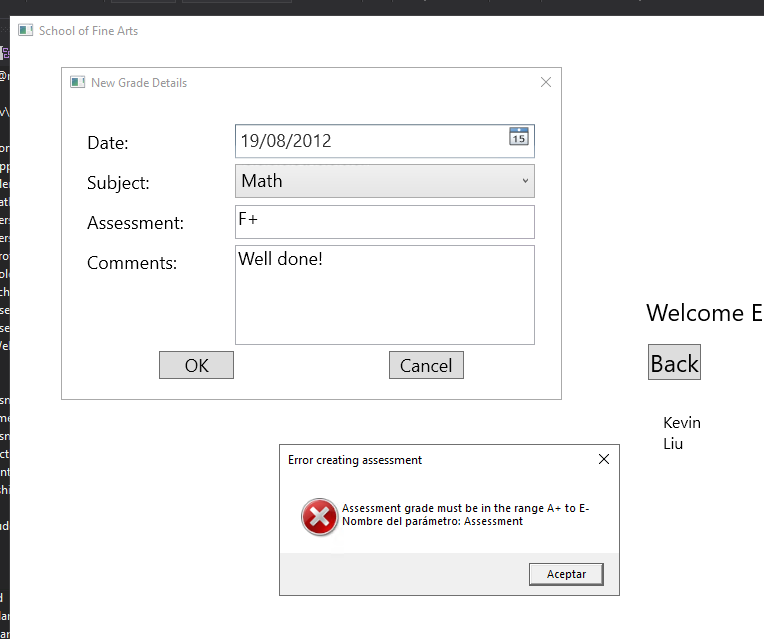 School of Fine Arts
New Grade Details
Date:
19/08/2012
15
Subject:
Math
Assessment:
F+
Comments:
Well done!
OK
Cancel
Welcome E
Back
Kevin
Liu
Error creating assessment
Assessment grade must be in the range A+ to E-
Nombre del parámetro: Assessment
Aceptar